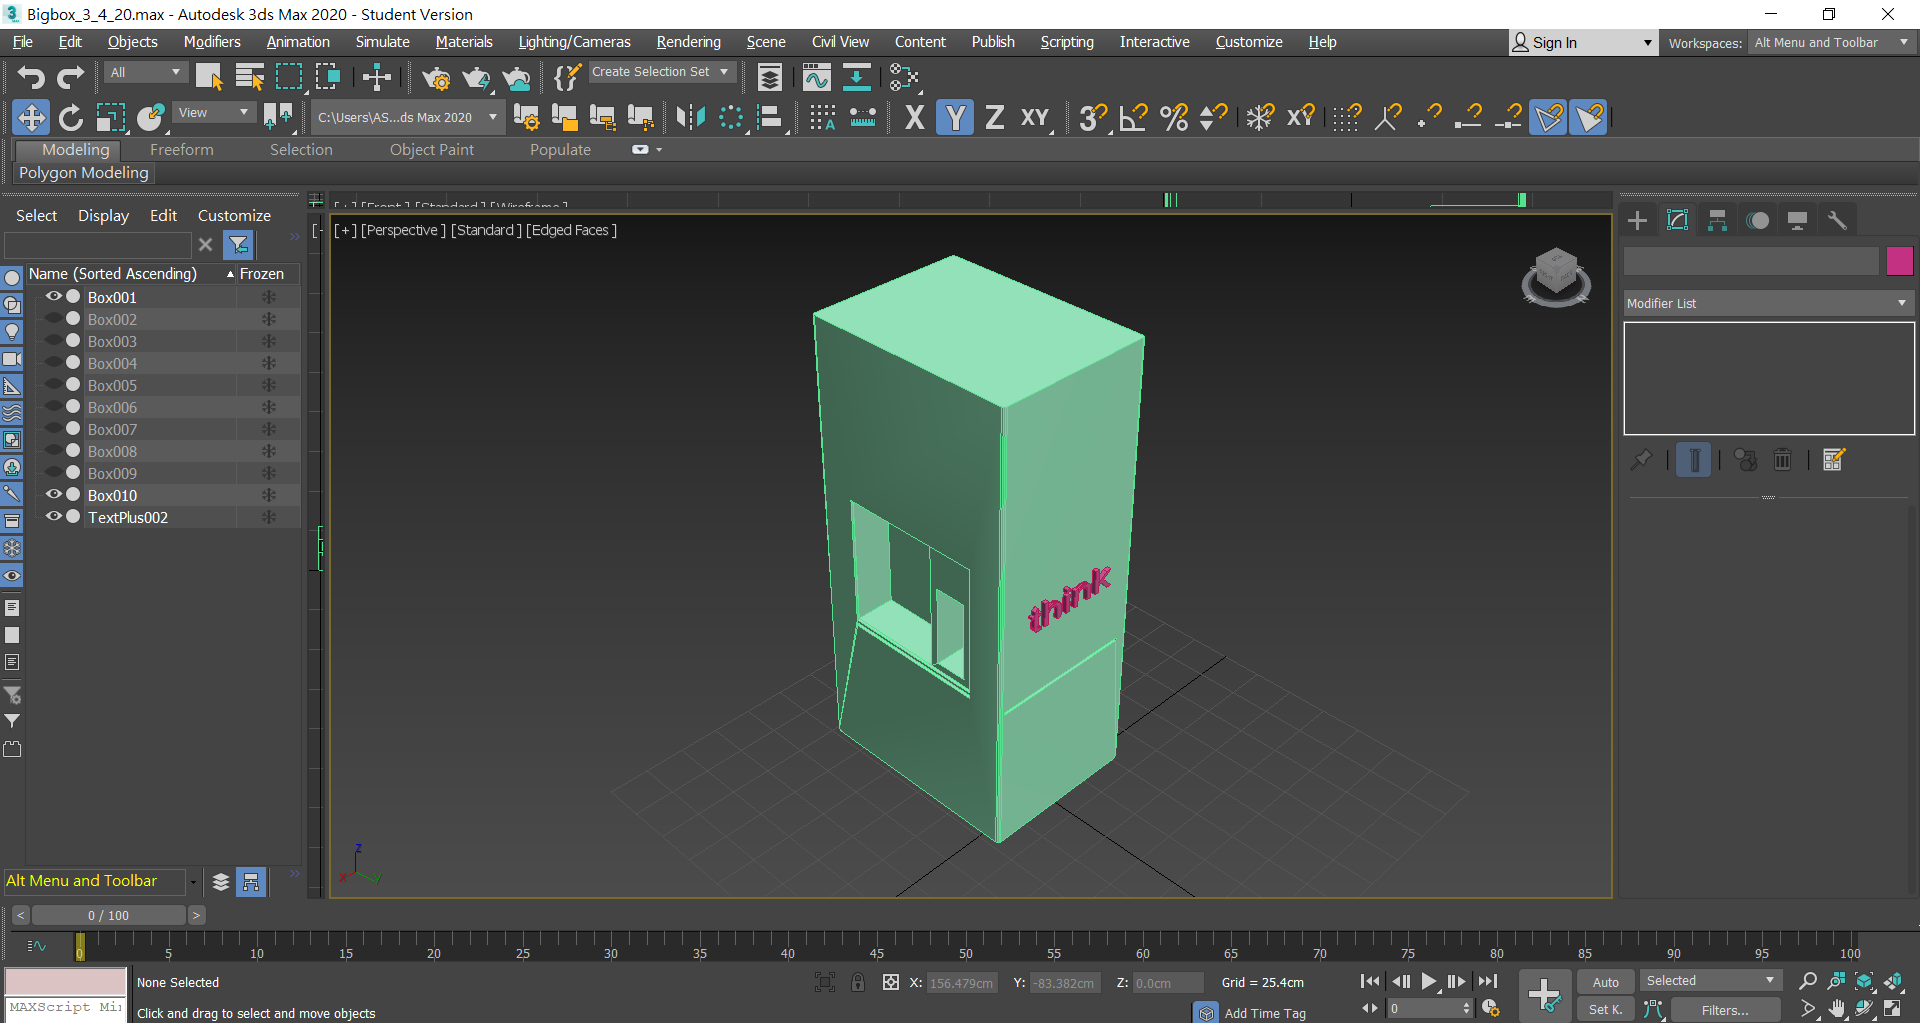 Bigbox_3_4_20.max - Autodesk 3ds Max 2020 - Student Version
File Edit Objects Modifiers Animation Simulate Materials Lighting/Cameras Rendering Scene Civil View Content Publish Scripting Interactive Customize Help Sign In Workspaces: Alt Menu and Toolbar
All Create Selection Set
View C:\Users\AS...ds Max 2020 X Y Z XY 3
Modeling Freeform Selection Object Paint Populate
Polygon Modeling
Select Display Edit Customize
[ + ] [Front ] [Standard ] [Wireframe ]
[ + ] [Perspective ] [Standard ] [Edged Faces ]
Name (Sorted Ascending) Frozen
Box001
Box002
Box003
Box004
Box005
Box006
Box007
Box008
Box009
Box010
TextPlus002
Modifier List
think
z
x
y
Alt Menu and Toolbar
< 0 / 100 >
0 5 10 15 20 25 30 35 40 45 50 55 60 65 70 75 80 85 90 95 100
None Selected X: 156.479cm Y: -83.382cm Z: 0.0cm Grid = 25.4cm Auto Selected
MAXScript Mi
Click and drag to select and move objects Add Time Tag 0 Set K. Filters...